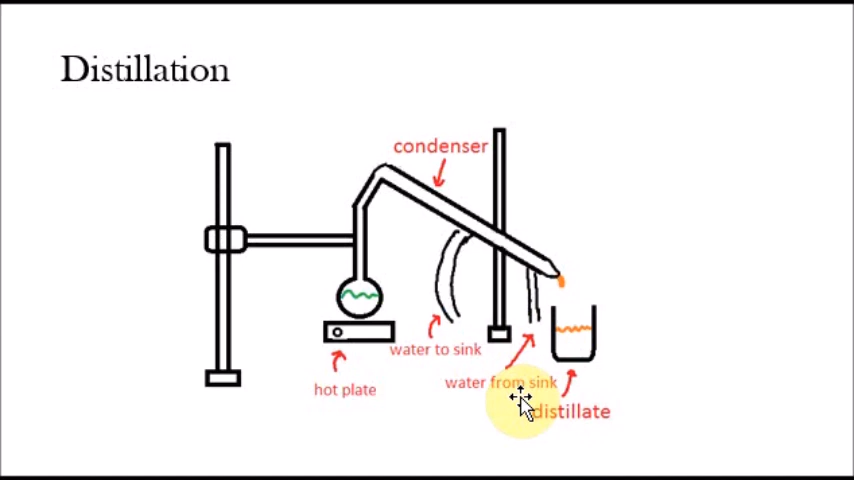 Distillation
condenser
water to sink
water from sink
hot plate
distillate